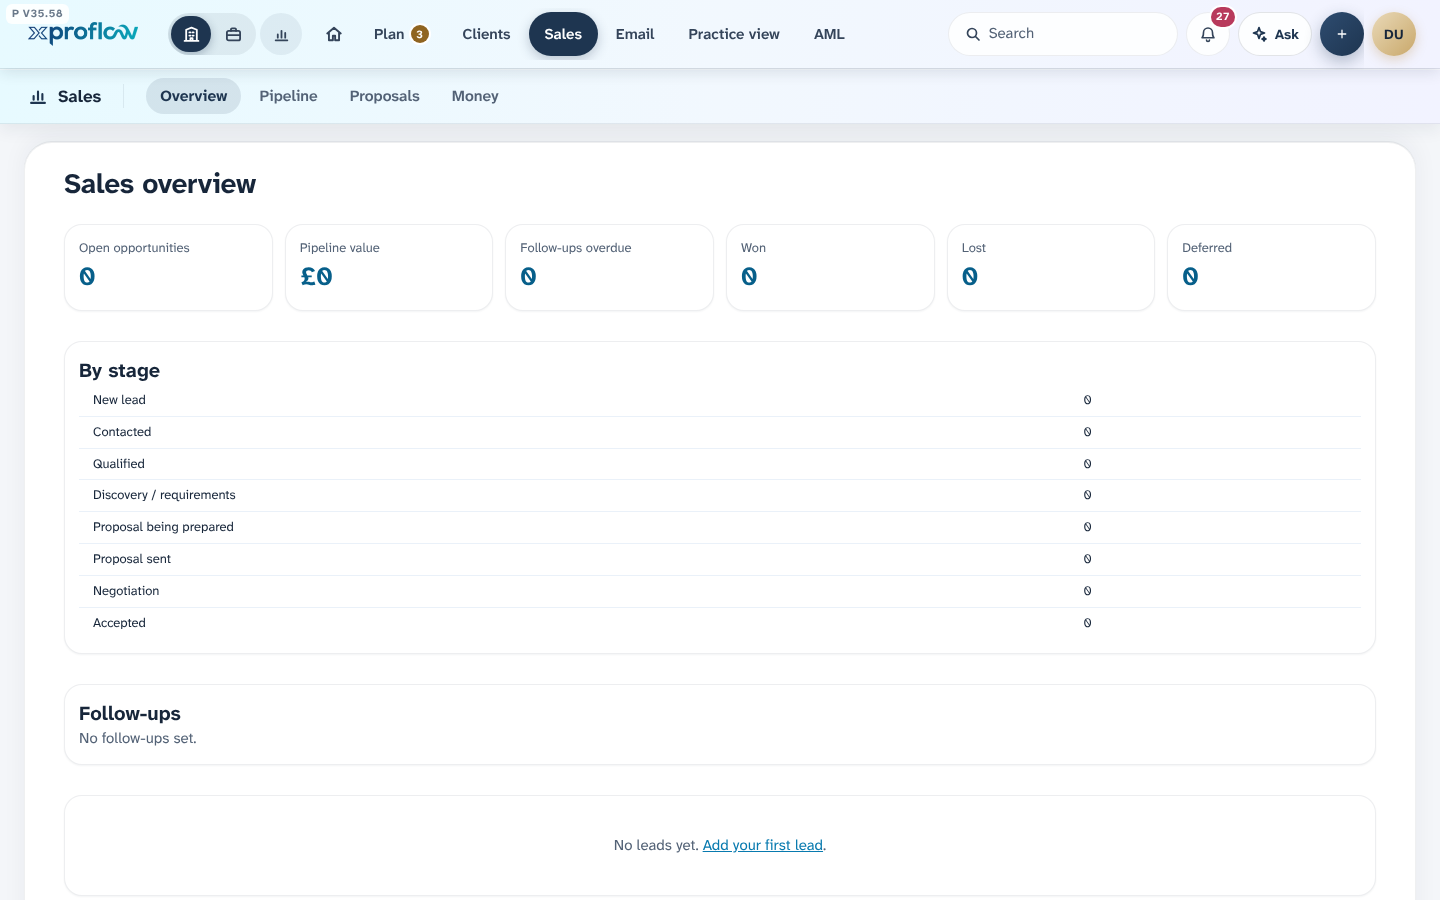 P V35.58
xproflow
Plan 3
Clients
Sales
Email
Practice view
AML
Search
27
Ask
+
DU
Sales
Overview
Pipeline
Proposals
Money
Sales overview
Open opportunities
0
Pipeline value
£0
Follow-ups overdue
0
Won
0
Lost
0
Deferred
0
By stage
New lead 0
Contacted 0
Qualified 0
Discovery / requirements 0
Proposal being prepared 0
Proposal sent 0
Negotiation 0
Accepted 0
Follow-ups
No follow-ups set.
No leads yet. Add your first lead.